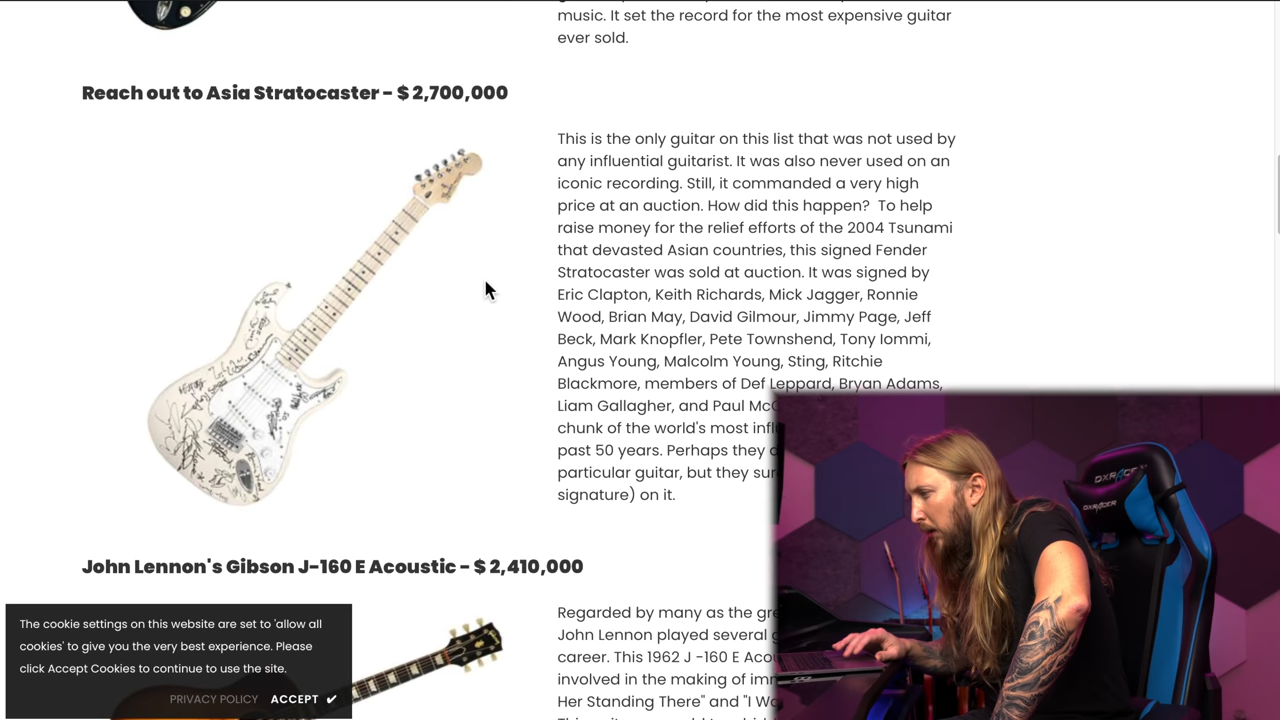 music. It set the record for the most expensive guitar
ever sold.
Reach out to Asia Stratocaster - $ 2,700,000
This is the only guitar on this list that was not used by
any influential guitarist. It was also never used on an
iconic recording. Still, it commanded a very high
price at an auction. How did this happen?  To help
raise money for the relief efforts of the 2004 Tsunami
that devasted Asian countries, this signed Fender
Stratocaster was sold at auction. It was signed by
Eric Clapton, Keith Richards, Mick Jagger, Ronnie
Wood, Brian May, David Gilmour, Jimmy Page, Jeff
Beck, Mark Knopfler, Pete Townshend, Tony Iommi,
Angus Young, Malcolm Young, Sting, Ritchie
Blackmore, members of Def Leppard, Bryan Adams,
Liam Gallagher, and Paul
chunk of the world's most
past 50 years. Perhaps they
particular guitar, but they
signature) on it.
John Lennon's Gibson J-160 E Acoustic - $ 2,410,000
Regarded by many as the
John Lennon played several
career. This 1962 J -160 E
involved in the making of
Her Standing There" and "I
The cookie settings on this website are set to 'allow all
cookies' to give you the very best experience. Please
click Accept Cookies to continue to use the site.
PRIVACY POLICY ACCEPT ✔
DXRACER
DXRACER